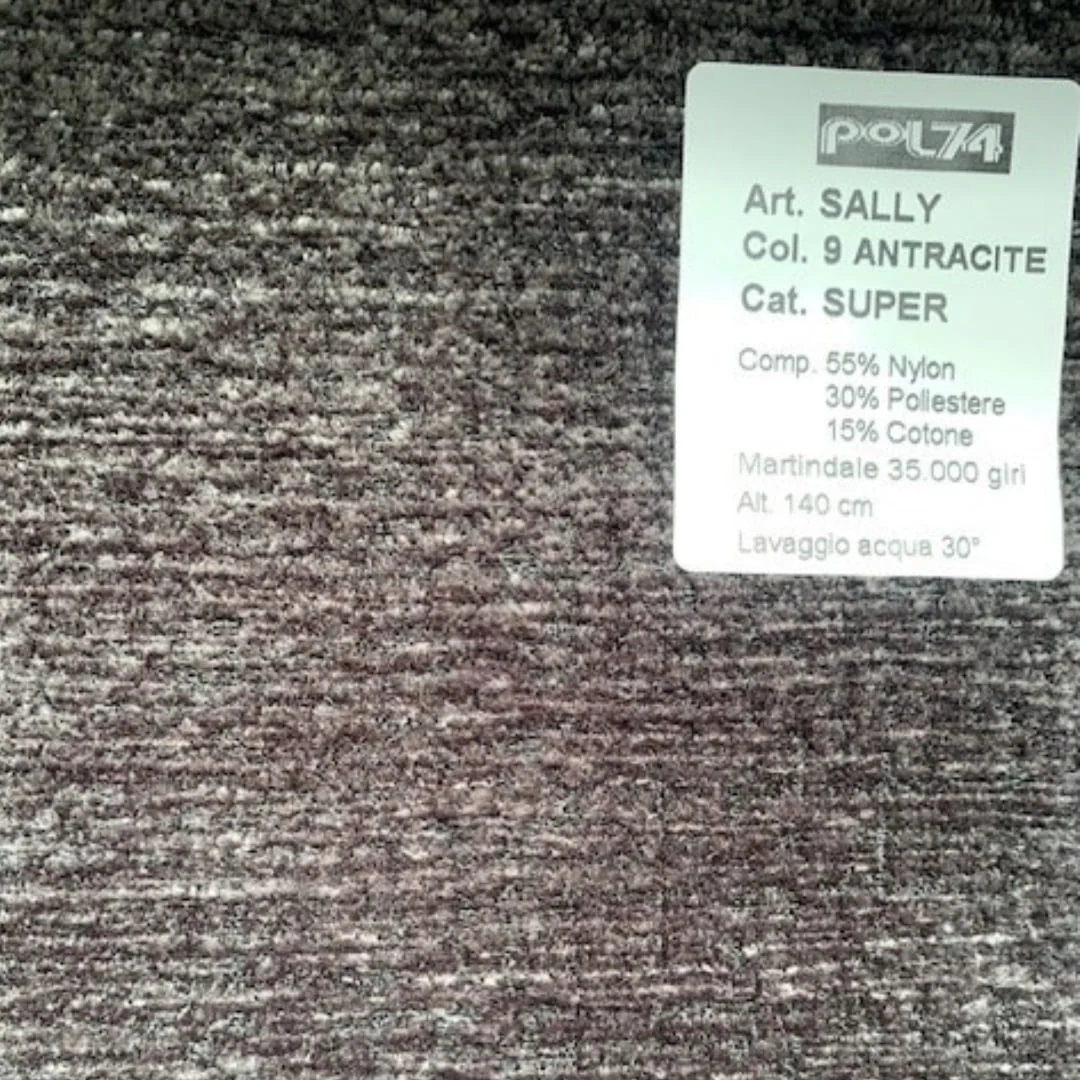 POL74
Art. SALLY
Col. 9 ANTRACITE
Cat. SUPER
Comp. 55% Nylon
30% Poliestere
15% Cotone
Martindale 35.000 giri
Alt. 140 cm
Lavaggio acqua 30°